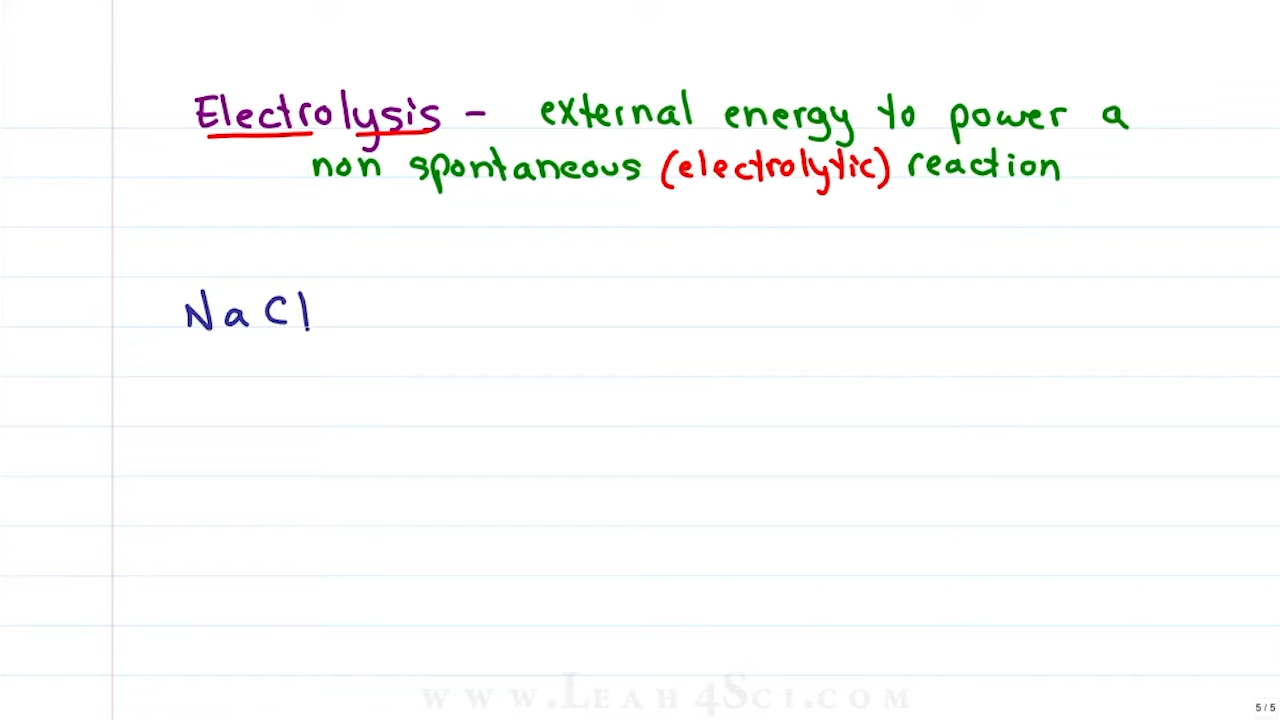 Electrolysis - external energy to power a
non spontaneous (electrolytic) reaction
NaCl
www.Leah4Sci.com
5/5